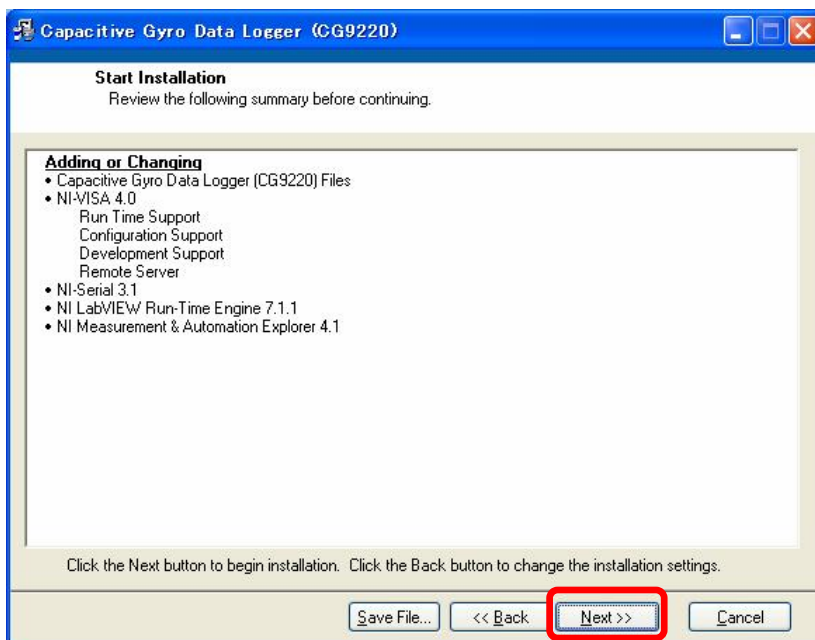 Capacitive Gyro Data Logger (CG9220)
Start Installation
Review the following summary before continuing.
Adding or Changing
• Capacitive Gyro Data Logger (CG9220) Files
• NI-VISA 4.0
Run Time Support
Configuration Support
Development Support
Remote Server
• NI-Serial 3.1
• NI LabVIEW Run-Time Engine 7.1.1
• NI Measurement & Automation Explorer 4.1
Click the Next button to begin installation. Click the Back button to change the installation settings.
Save File... << Back Next >> Cancel